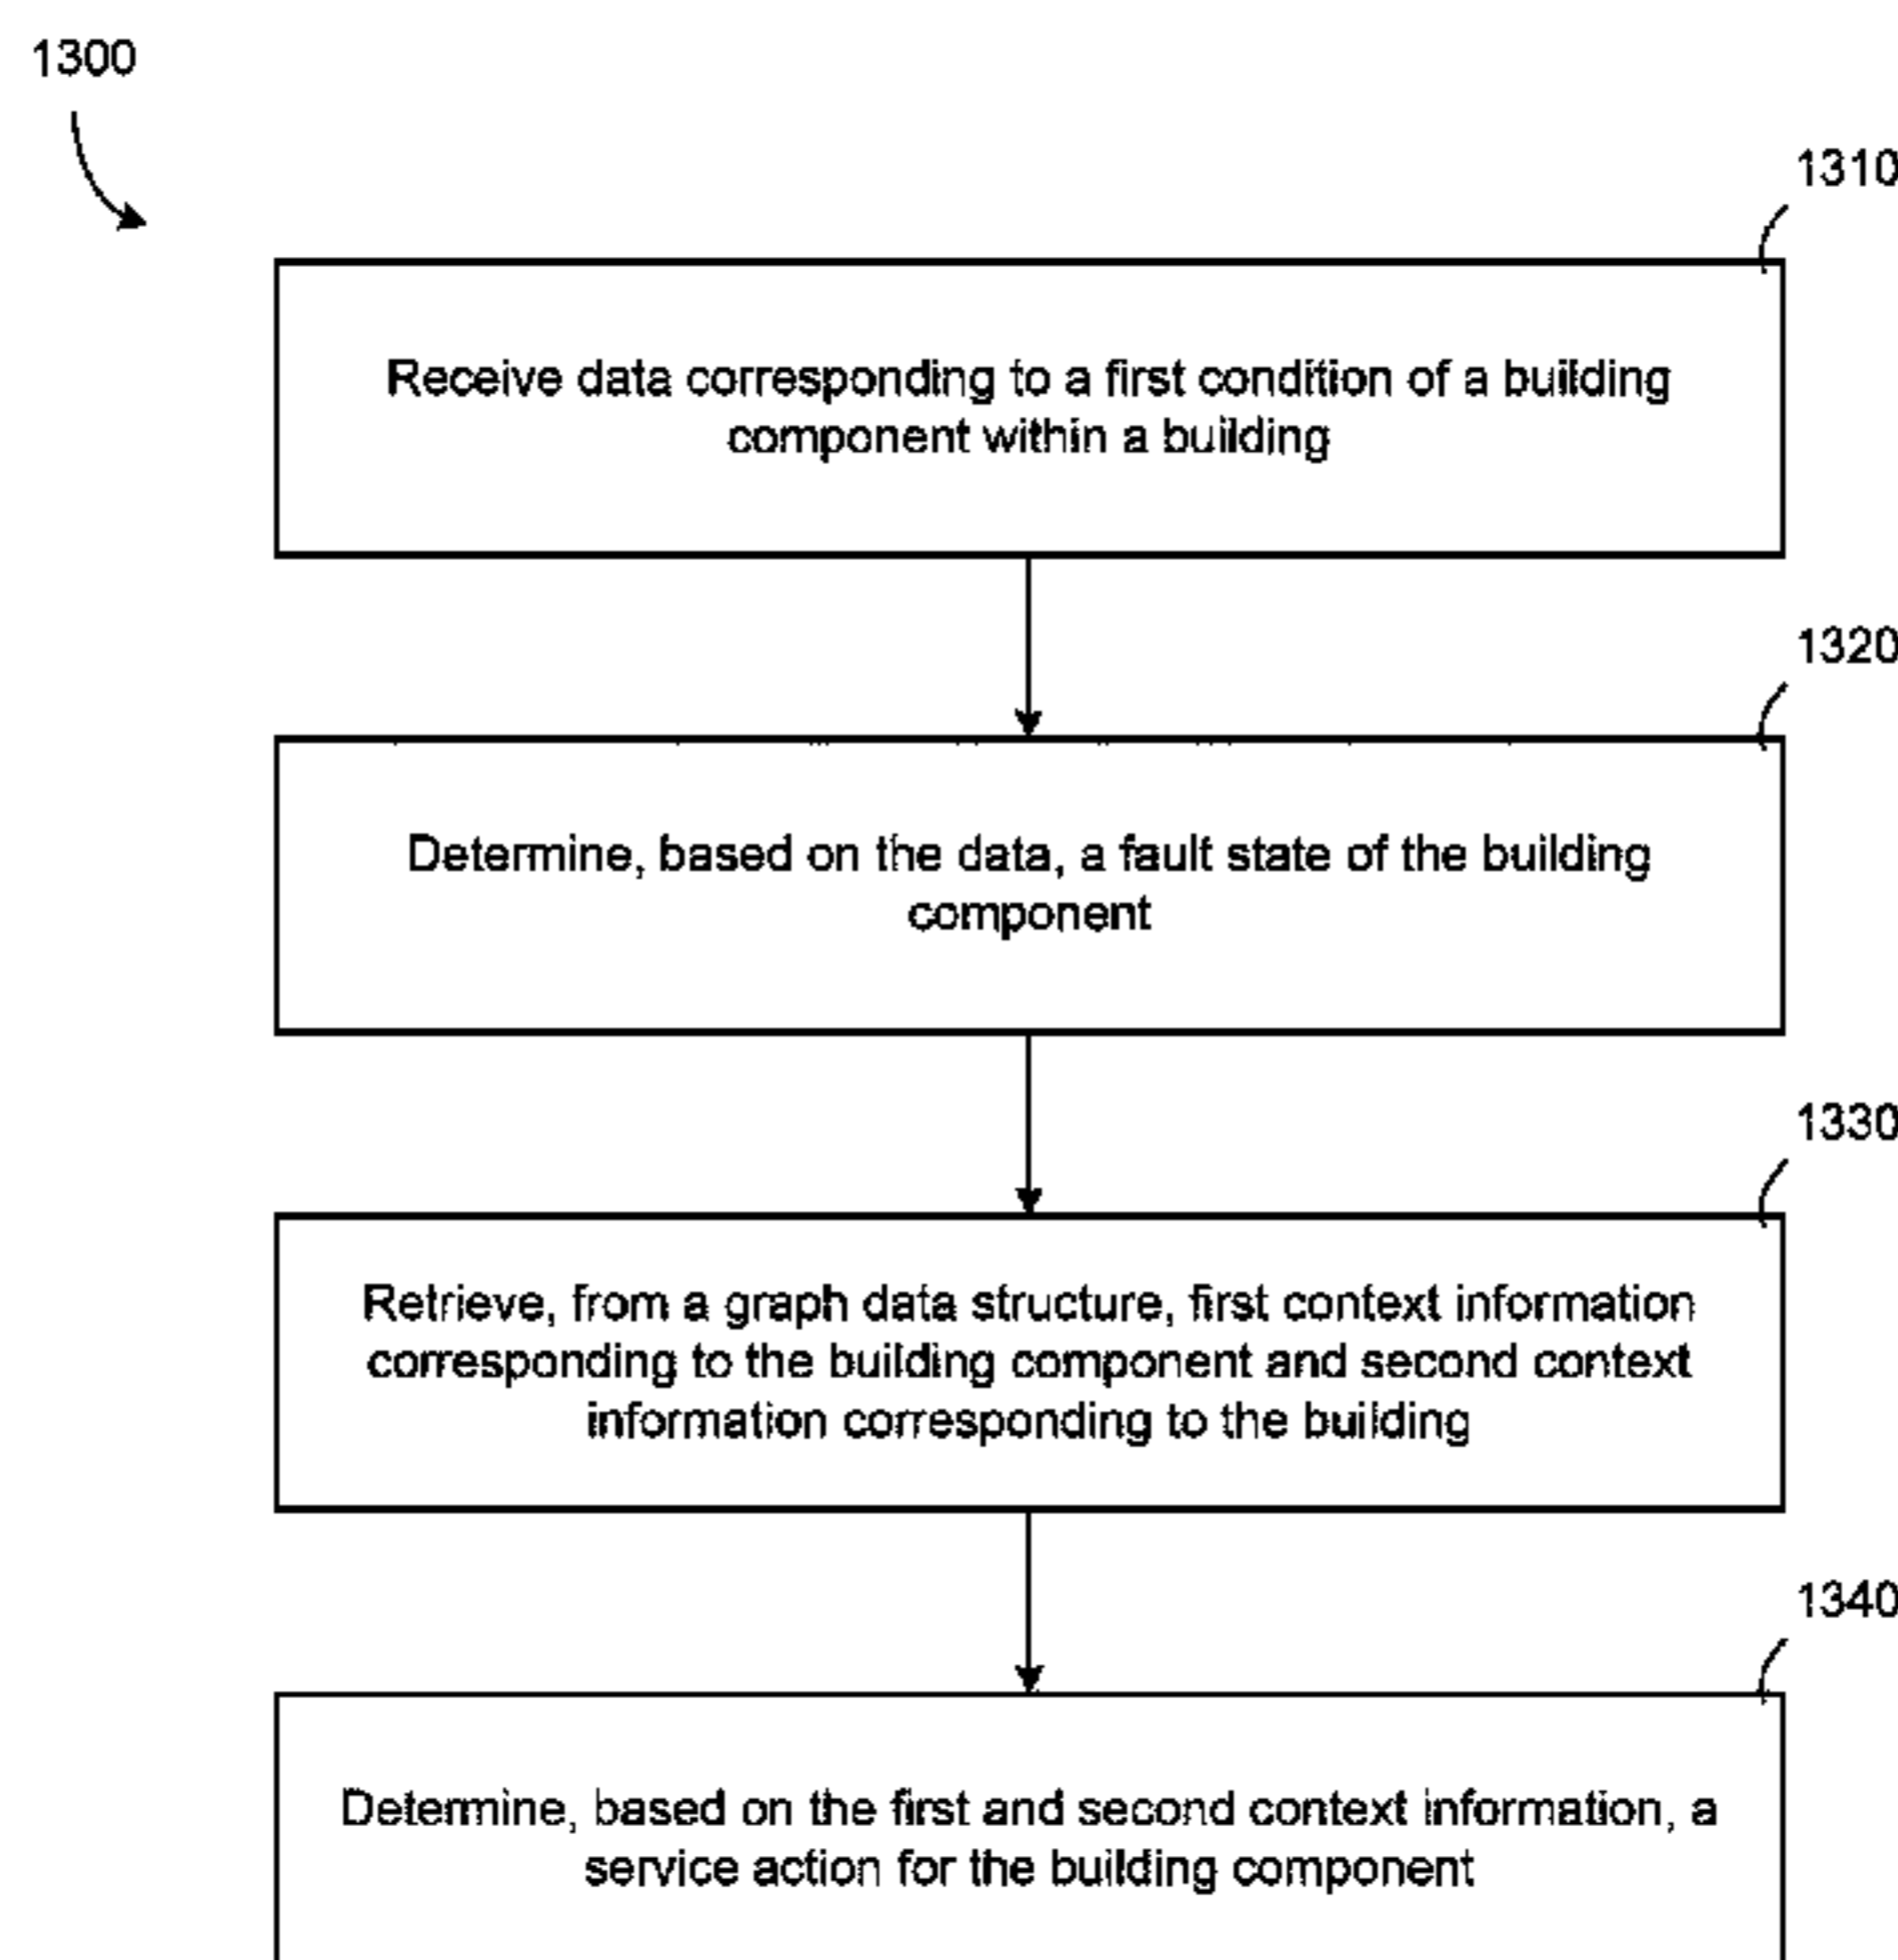 1300
1310
Receive data corresponding to a first condition of a building
component within a building
1320
Determine, based on the data, a fault state of the building
component
1330
Retrieve, from a graph data structure, first context information
corresponding to the building component and second context
information corresponding to the building
1340
Determine, based on the first and second context information, a
service action for the building component